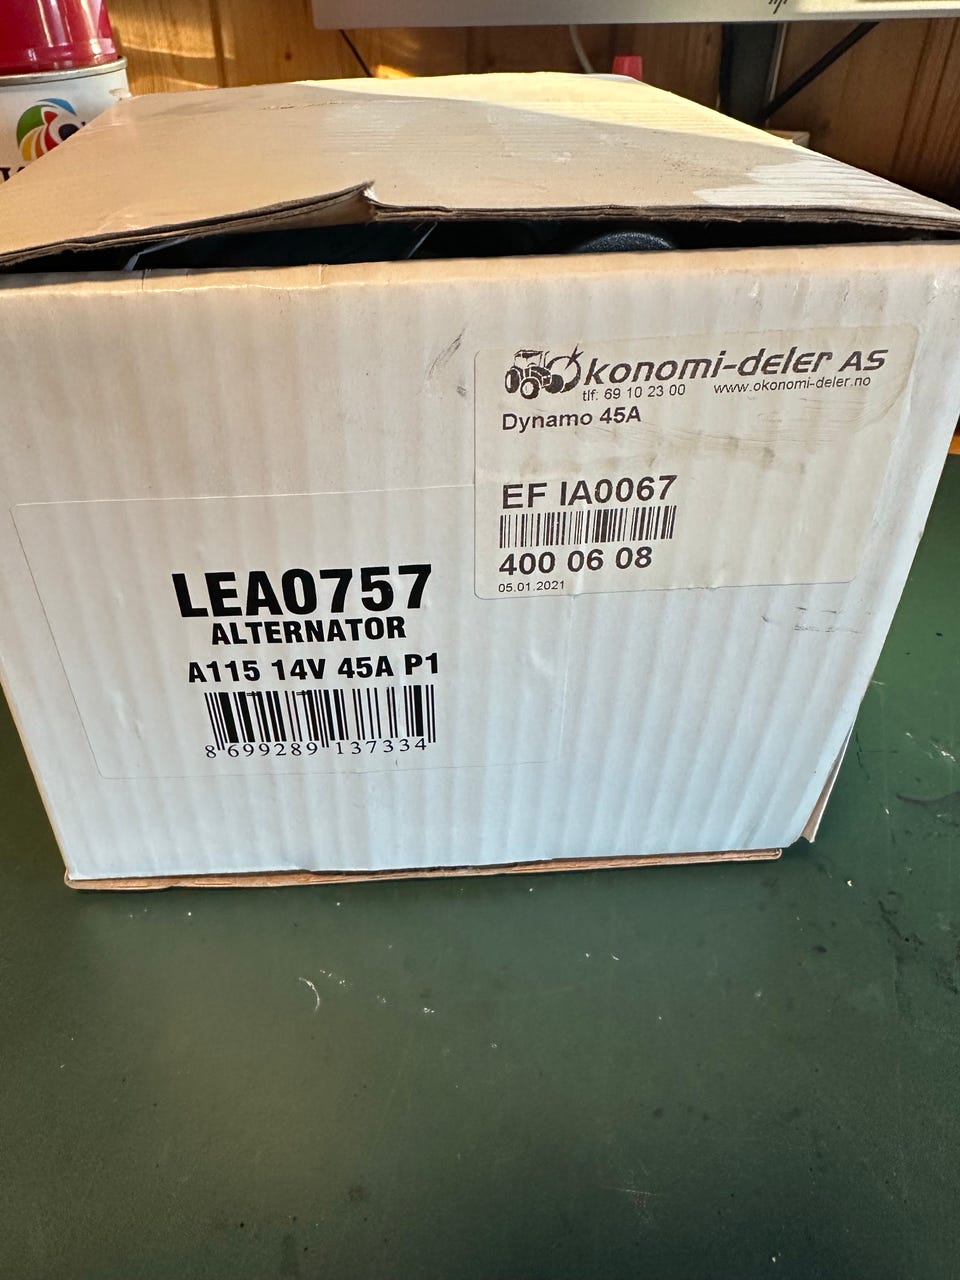 Økonomi-deler AS
tlf: 69 10 23 00 www.okonomi-deler.no
Dynamo 45A
EF IA0067
400 06 08
05.01.2021
LEA0757
ALTERNATOR
A115 14V 45A P1
8 699289 137334